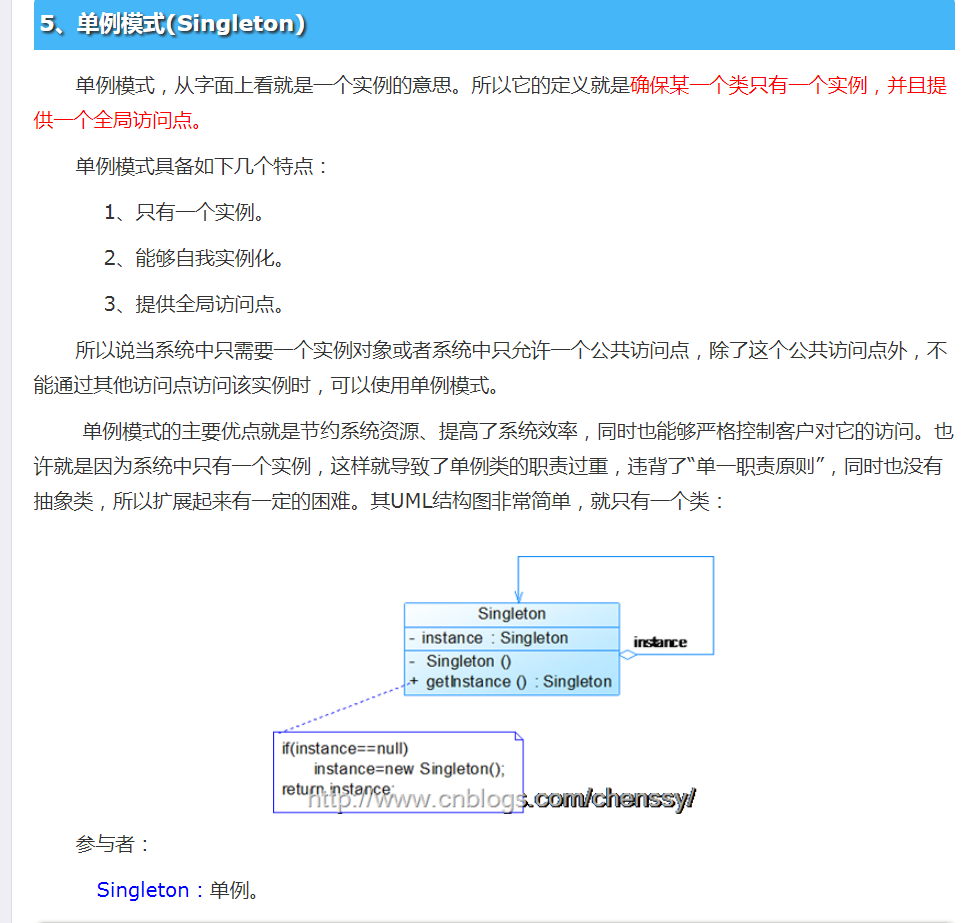 5、单例模式(Singleton)
单例模式，从字面上看就是一个实例的意思。所以它的定义就是确保某一个类只有一个实例，并且提
供一个全局访问点。
单例模式具备如下几个特点：
1、只有一个实例。
2、能够自我实例化。
3、提供全局访问点。
所以说当系统中只需要一个实例对象或者系统中只允许一个公共访问点，除了这个公共访问点外，不
能通过其他访问点访问该实例时，可以使用单例模式。
单例模式的主要优点就是节约系统资源、提高了系统效率，同时也能够严格控制客户对它的访问。也
许就是因为系统中只有一个实例，这样就导致了单例类的职责过重，违背了“单一职责原则”，同时也没有
抽象类，所以扩展起来有一定的困难。其UML结构图非常简单，就只有一个类：
Singleton
- instance : Singleton
- Singleton ()
+ getInstance () : Singleton
instance
if(instance==null)
instance=new Singleton();
return instance;
http://www.cnblogs.com/chenssy/
参与者：
Singleton：单例。